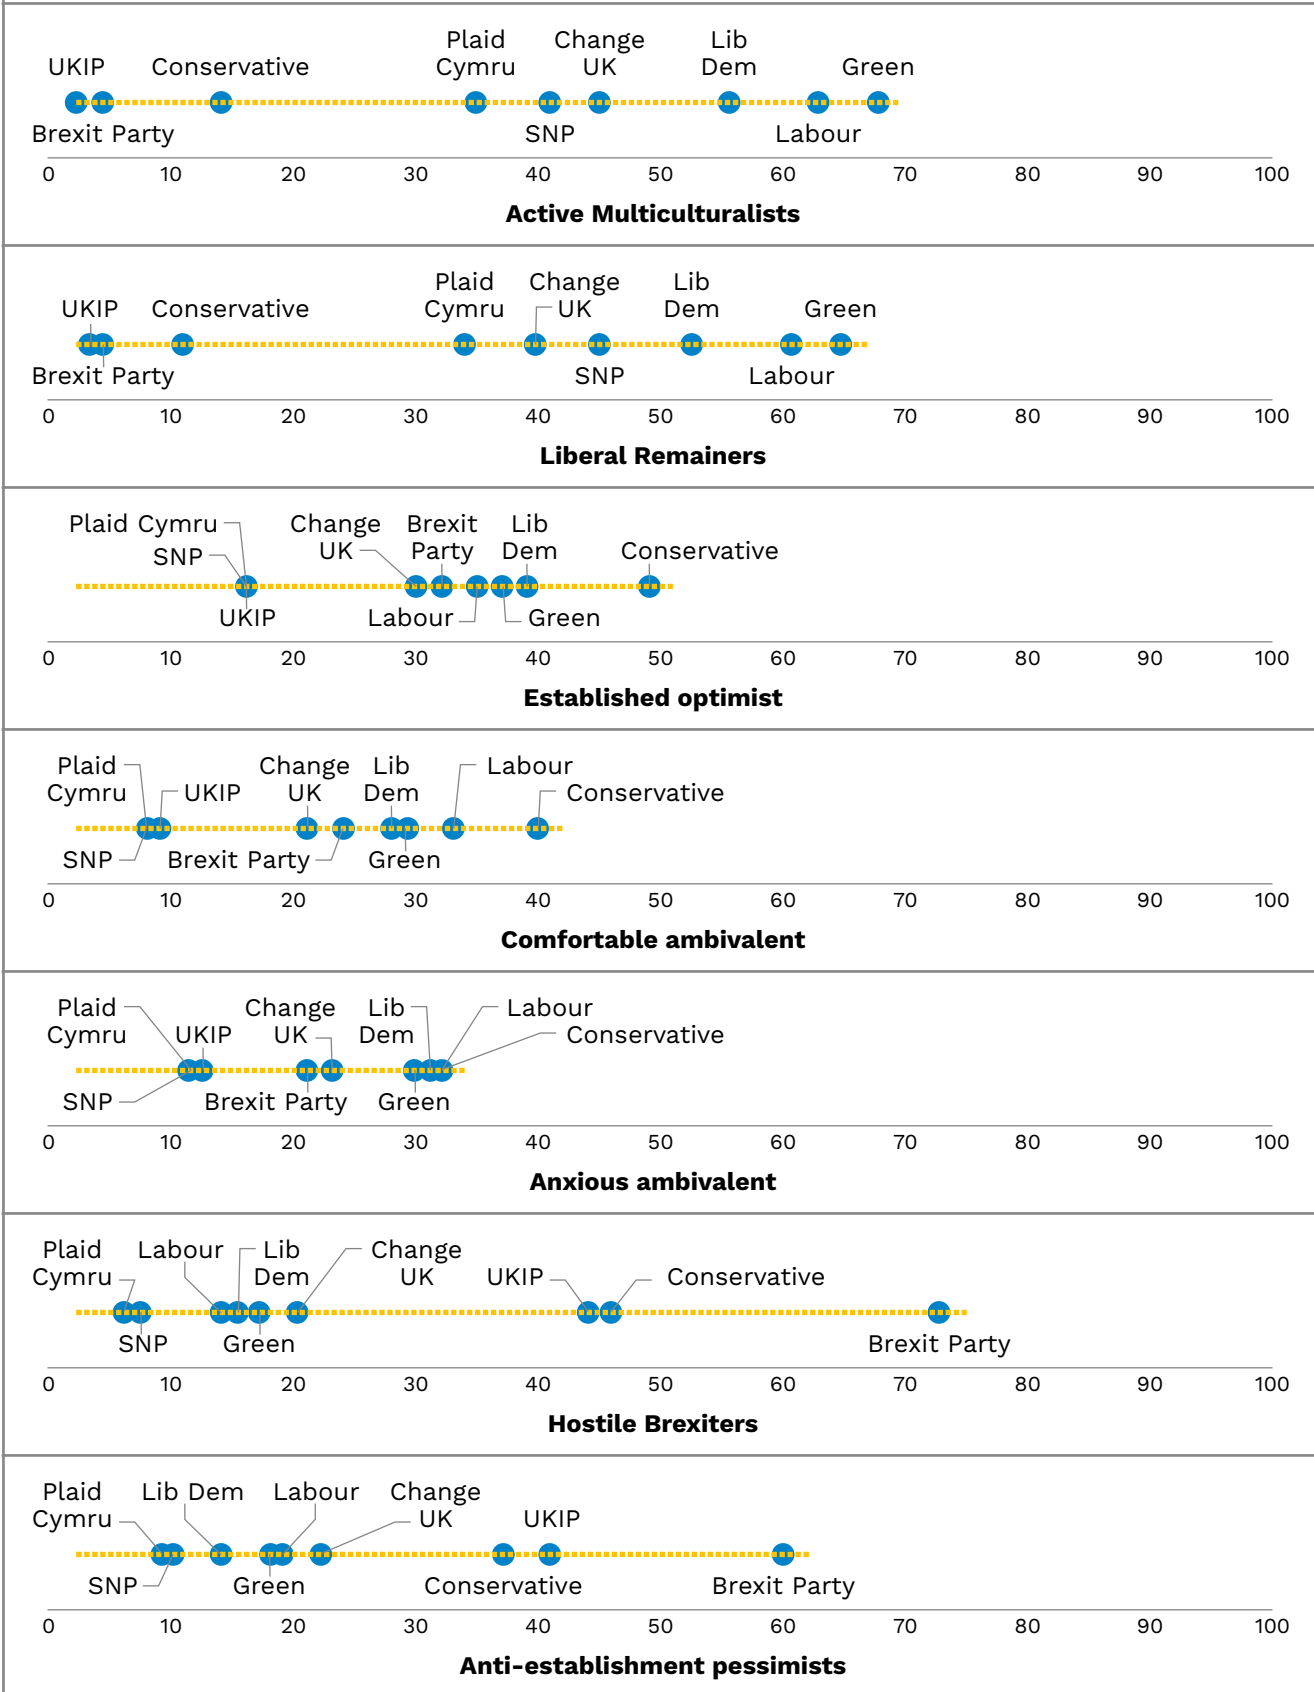 Plaid Change Lib
UKIP Conservative Cymru UK Dem Green
Brexit Party SNP Labour
0 10 20 30 40 50 60 70 80 90 100
Active Multiculturalists
Plaid Change Lib
UKIP Conservative Cymru UK Dem Green
Brexit Party SNP Labour
0 10 20 30 40 50 60 70 80 90 100
Liberal Remainers
Plaid Cymru Change Brexit Lib
SNP UK Party Dem Conservative
UKIP Labour Green
0 10 20 30 40 50 60 70 80 90 100
Established optimist
Plaid Change Lib Labour
Cymru UKIP UK Dem Conservative
SNP Brexit Party Green
0 10 20 30 40 50 60 70 80 90 100
Comfortable ambivalent
Plaid Change Lib Labour
Cymru UKIP UK Dem Conservative
SNP Brexit Party Green
0 10 20 30 40 50 60 70 80 90 100
Anxious ambivalent
Plaid Labour Lib Change
Cymru Dem UK UKIP Conservative
SNP Green Brexit Party
0 10 20 30 40 50 60 70 80 90 100
Hostile Brexiters
Plaid Lib Dem Labour Change
Cymru UK UKIP
SNP Green Conservative Brexit Party
0 10 20 30 40 50 60 70 80 90 100
Anti-establishment pessimists